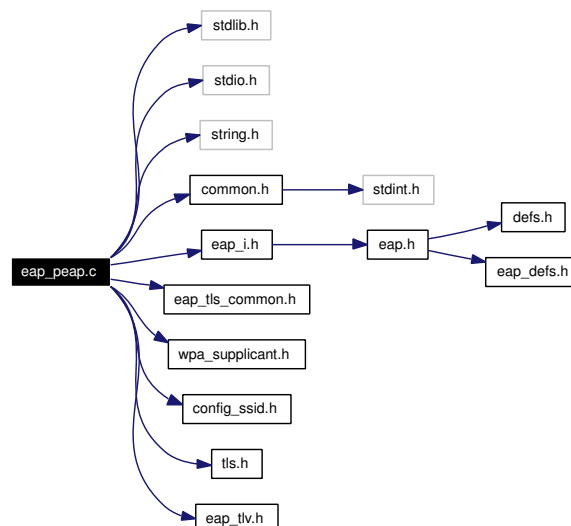 stdlib.h
stdio.h
string.h
common.h
stdint.h
defs.h
eap_i.h
eap.h
eap_peap.c
eap_defs.h
eap_tls_common.h
wpa_supplicant.h
config_ssid.h
tls.h
eap_tlv.h